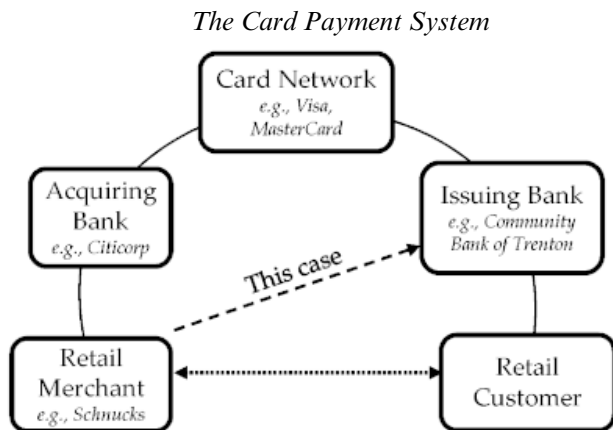 The Card Payment System
Card Network
e.g., Visa,
MasterCard
Acquiring
Bank
e.g., Citicorp
Issuing Bank
e.g., Community
Bank of Trenton
This case
Retail
Merchant
e.g., Schnucks
Retail
Customer